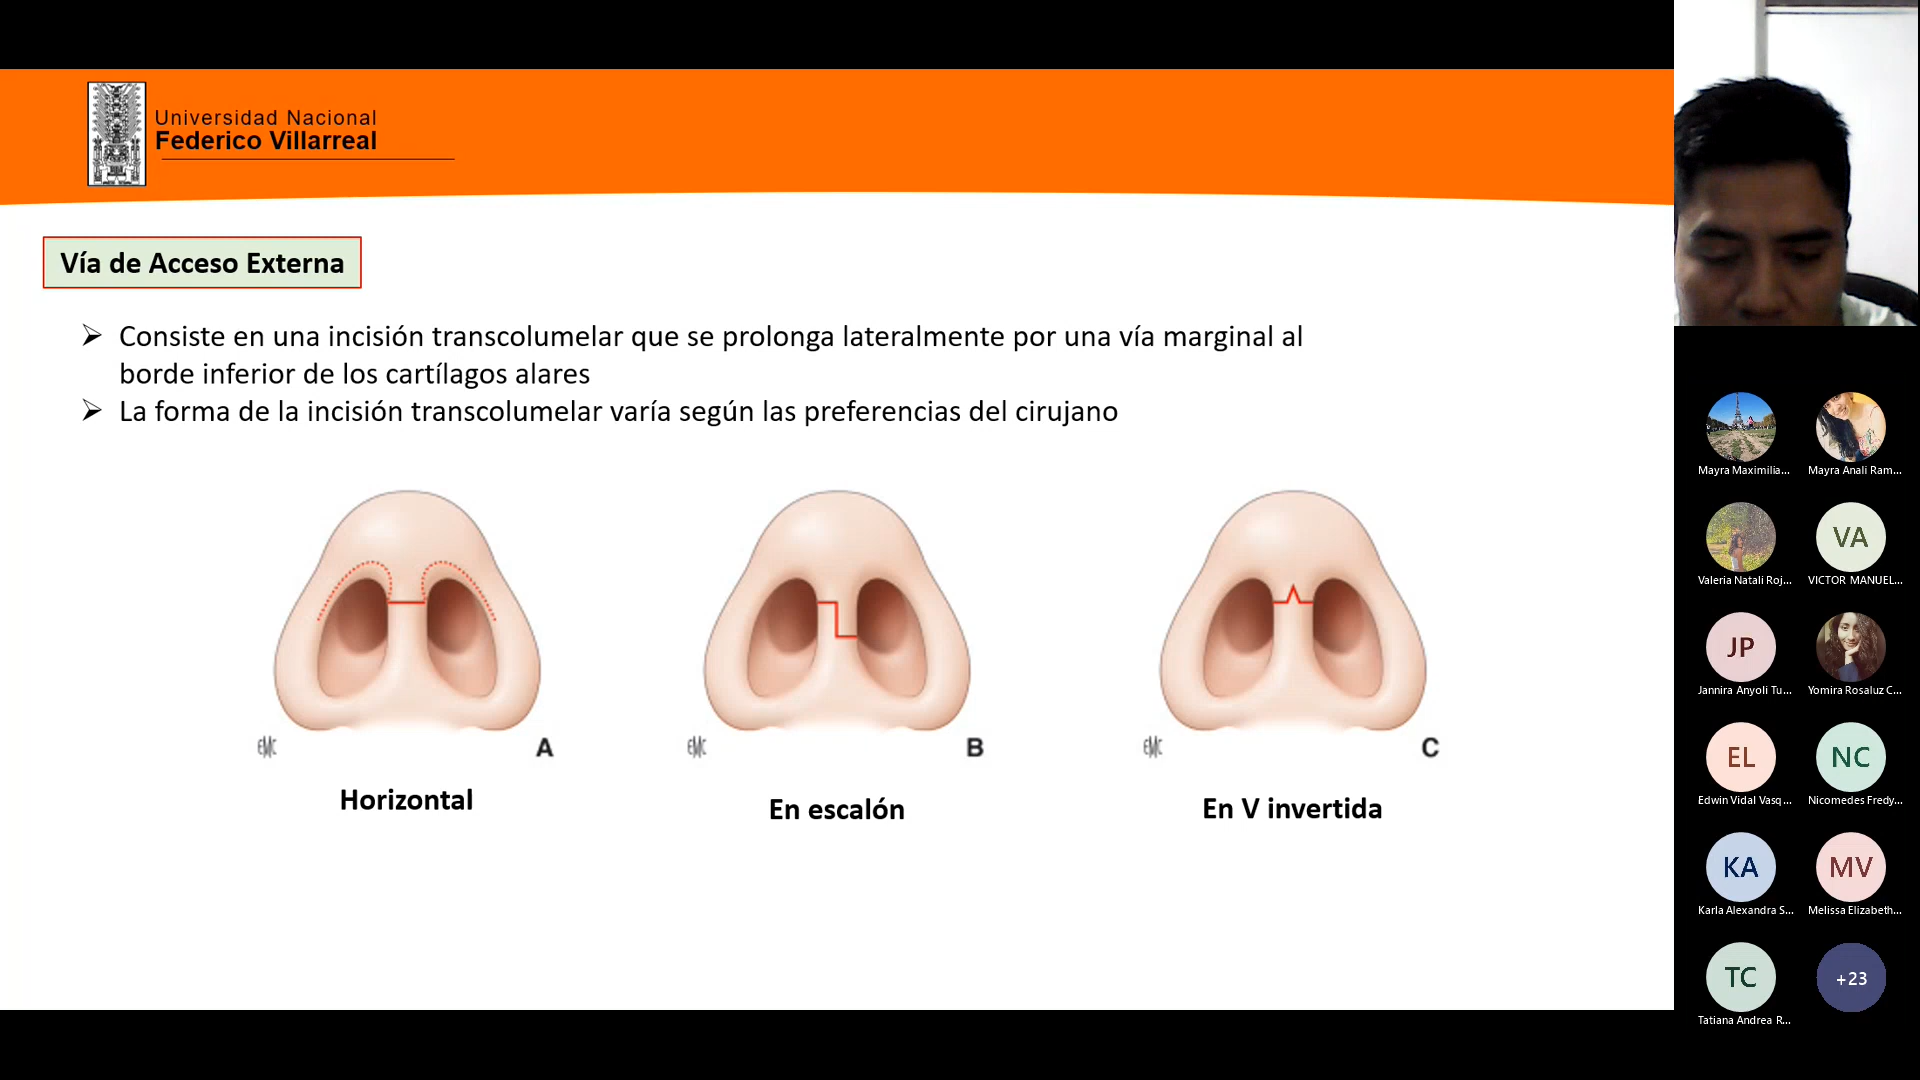 Universidad Nacional
Federico Villarreal
Vía de Acceso Externa
Consiste en una incisión transcolumelar que se prolonga lateralmente por una vía marginal al
borde inferior de los cartílagos alares
La forma de la incisión transcolumelar varía según las preferencias del cirujano
EMC
A
EMC
B
EMC
C
Horizontal
En escalón
En V invertida
Mayra Maximilia...
Mayra Anali Ram...
Valeria Natali Roj...
VA
VICTOR MANUEL...
JP
Jannira Anyoli Tu...
Yomira Rosaluz C...
EL
Edwin Vidal Vasq...
NC
Nicomedes Fredy...
KA
Karla Alexandra S...
MV
Melissa Elizabeth...
TC
Tatiana Andrea R...
+23